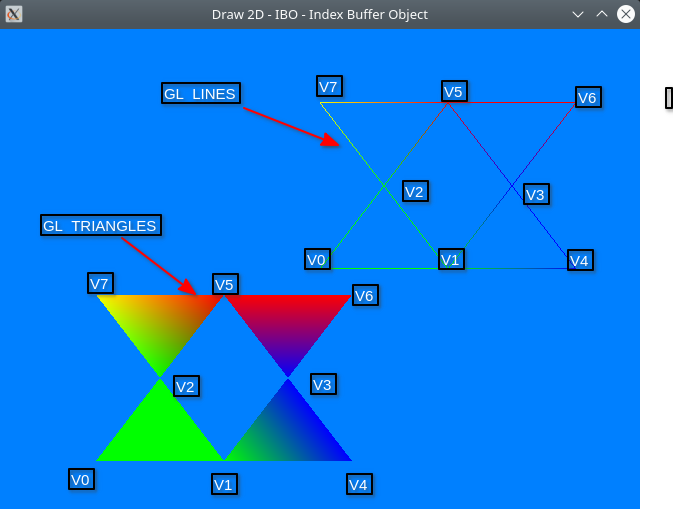 Draw 2D - IBO - Index Buffer Object
V7
V5
V6
GL_LINES
V2
V3
GL_TRIANGLES
V0
V1
V4
V7
V5
V6
V2
V3
V0
V1
V4